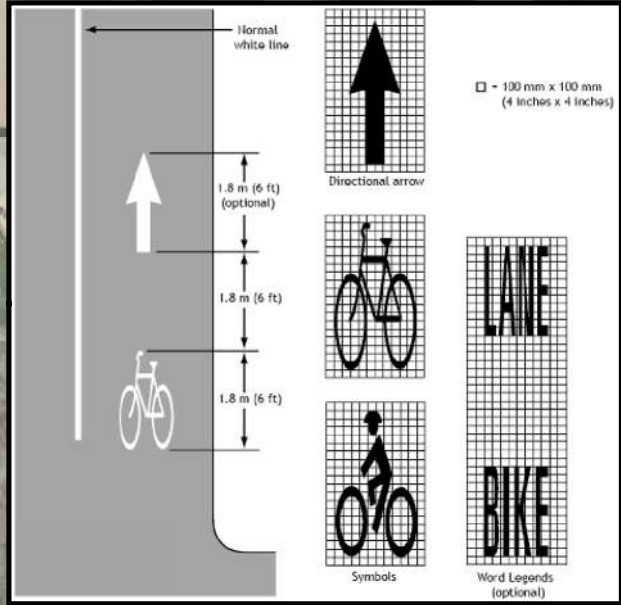 Normal
white line
1.8 m (6 ft)
(optional)
1.8 m (6 ft)
1.8 m (6 ft)
Directional arrow
Symbols
= 100 mm x 100 mm
(4 inches x 4 inches)
LANE
BIKE
Word Legends
(optional)